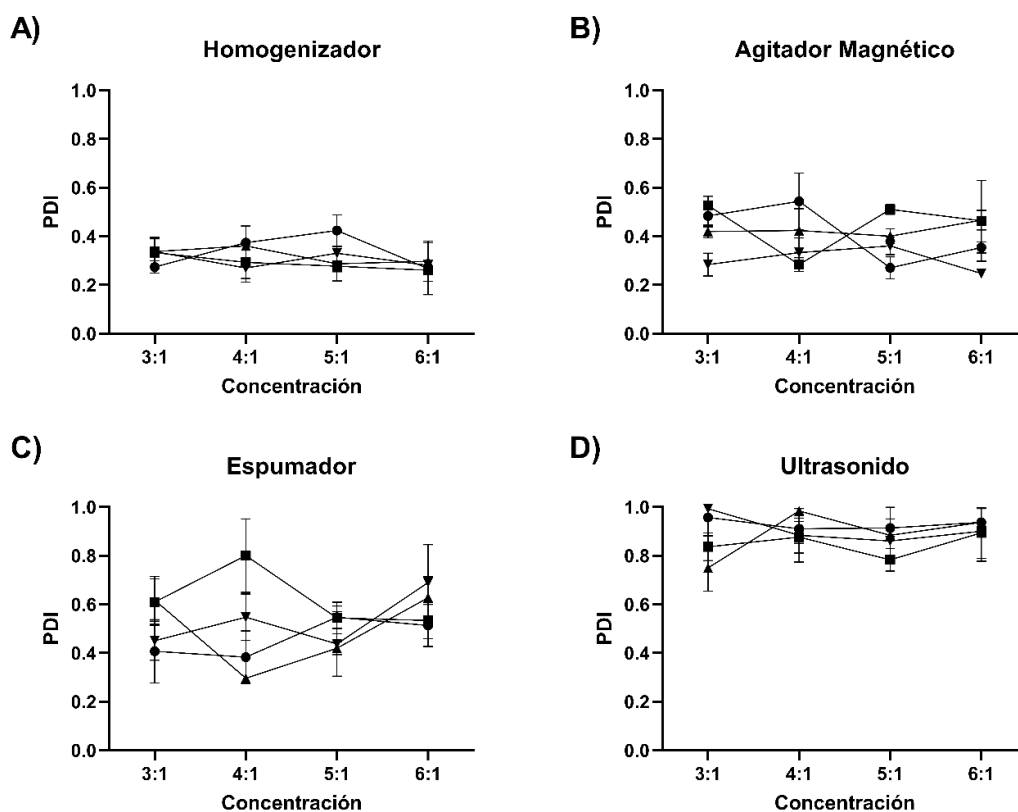 A)
Homogenizador
PDI
1.0
0.8
0.6
0.4
0.2
0.0
3:1 4:1 5:1 6:1
Concentración
B)
Agitador Magnético
PDI
1.0
0.8
0.6
0.4
0.2
0.0
3:1 4:1 5:1 6:1
Concentración
C)
Espumador
PDI
1.0
0.8
0.6
0.4
0.2
0.0
3:1 4:1 5:1 6:1
Concentración
D)
Ultrasonido
PDI
1.0
0.8
0.6
0.4
0.2
0.0
3:1 4:1 5:1 6:1
Concentración